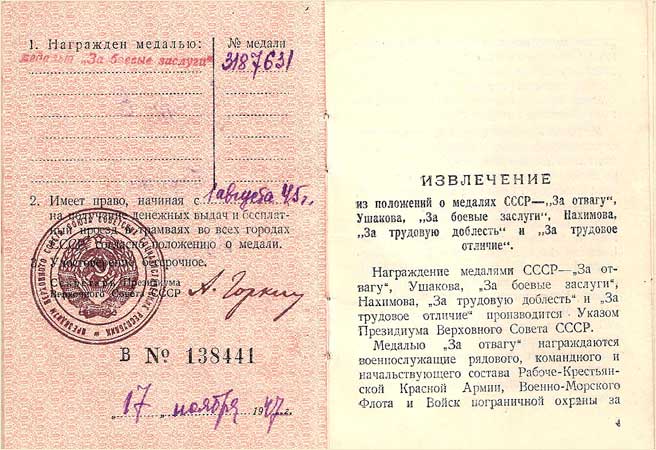 1. Награжден медалью:
№ медали
медалью „За боевые заслуги"
3187631
2. Имеет право, начиная с 1 августа 45 г.
на получение денежных выдач и бесплат-
ный проезд в трамваях во всех городах
СССР, согласно положению о медали.
Удостоверение бессрочное.
Секретарь Президиума
Верховного Совета СССР
А. Горкин
В № 138441
„17" ноября 1947 г.
ИЗВЛЕЧЕНИЕ
из положений о медалях СССР—„За отвагу",
Ушакова, „За боевые заслуги", Нахимова,
„За трудовую доблесть" и „За трудовое
отличие".
Награждение медалями СССР—„За от-
вагу", Ушакова, „За боевые заслуги",
Нахимова, „За трудовую доблесть" и „За
трудовое отличие" производится Указом
Президиума Верховного Совета СССР.
Медалью „За отвагу" награждаются
военнослужащие рядового, командного и
начальствующего состава Рабоче-Крестьян-
ской Красной Армии, Военно-Морского
Флота и Войск пограничной охраны за